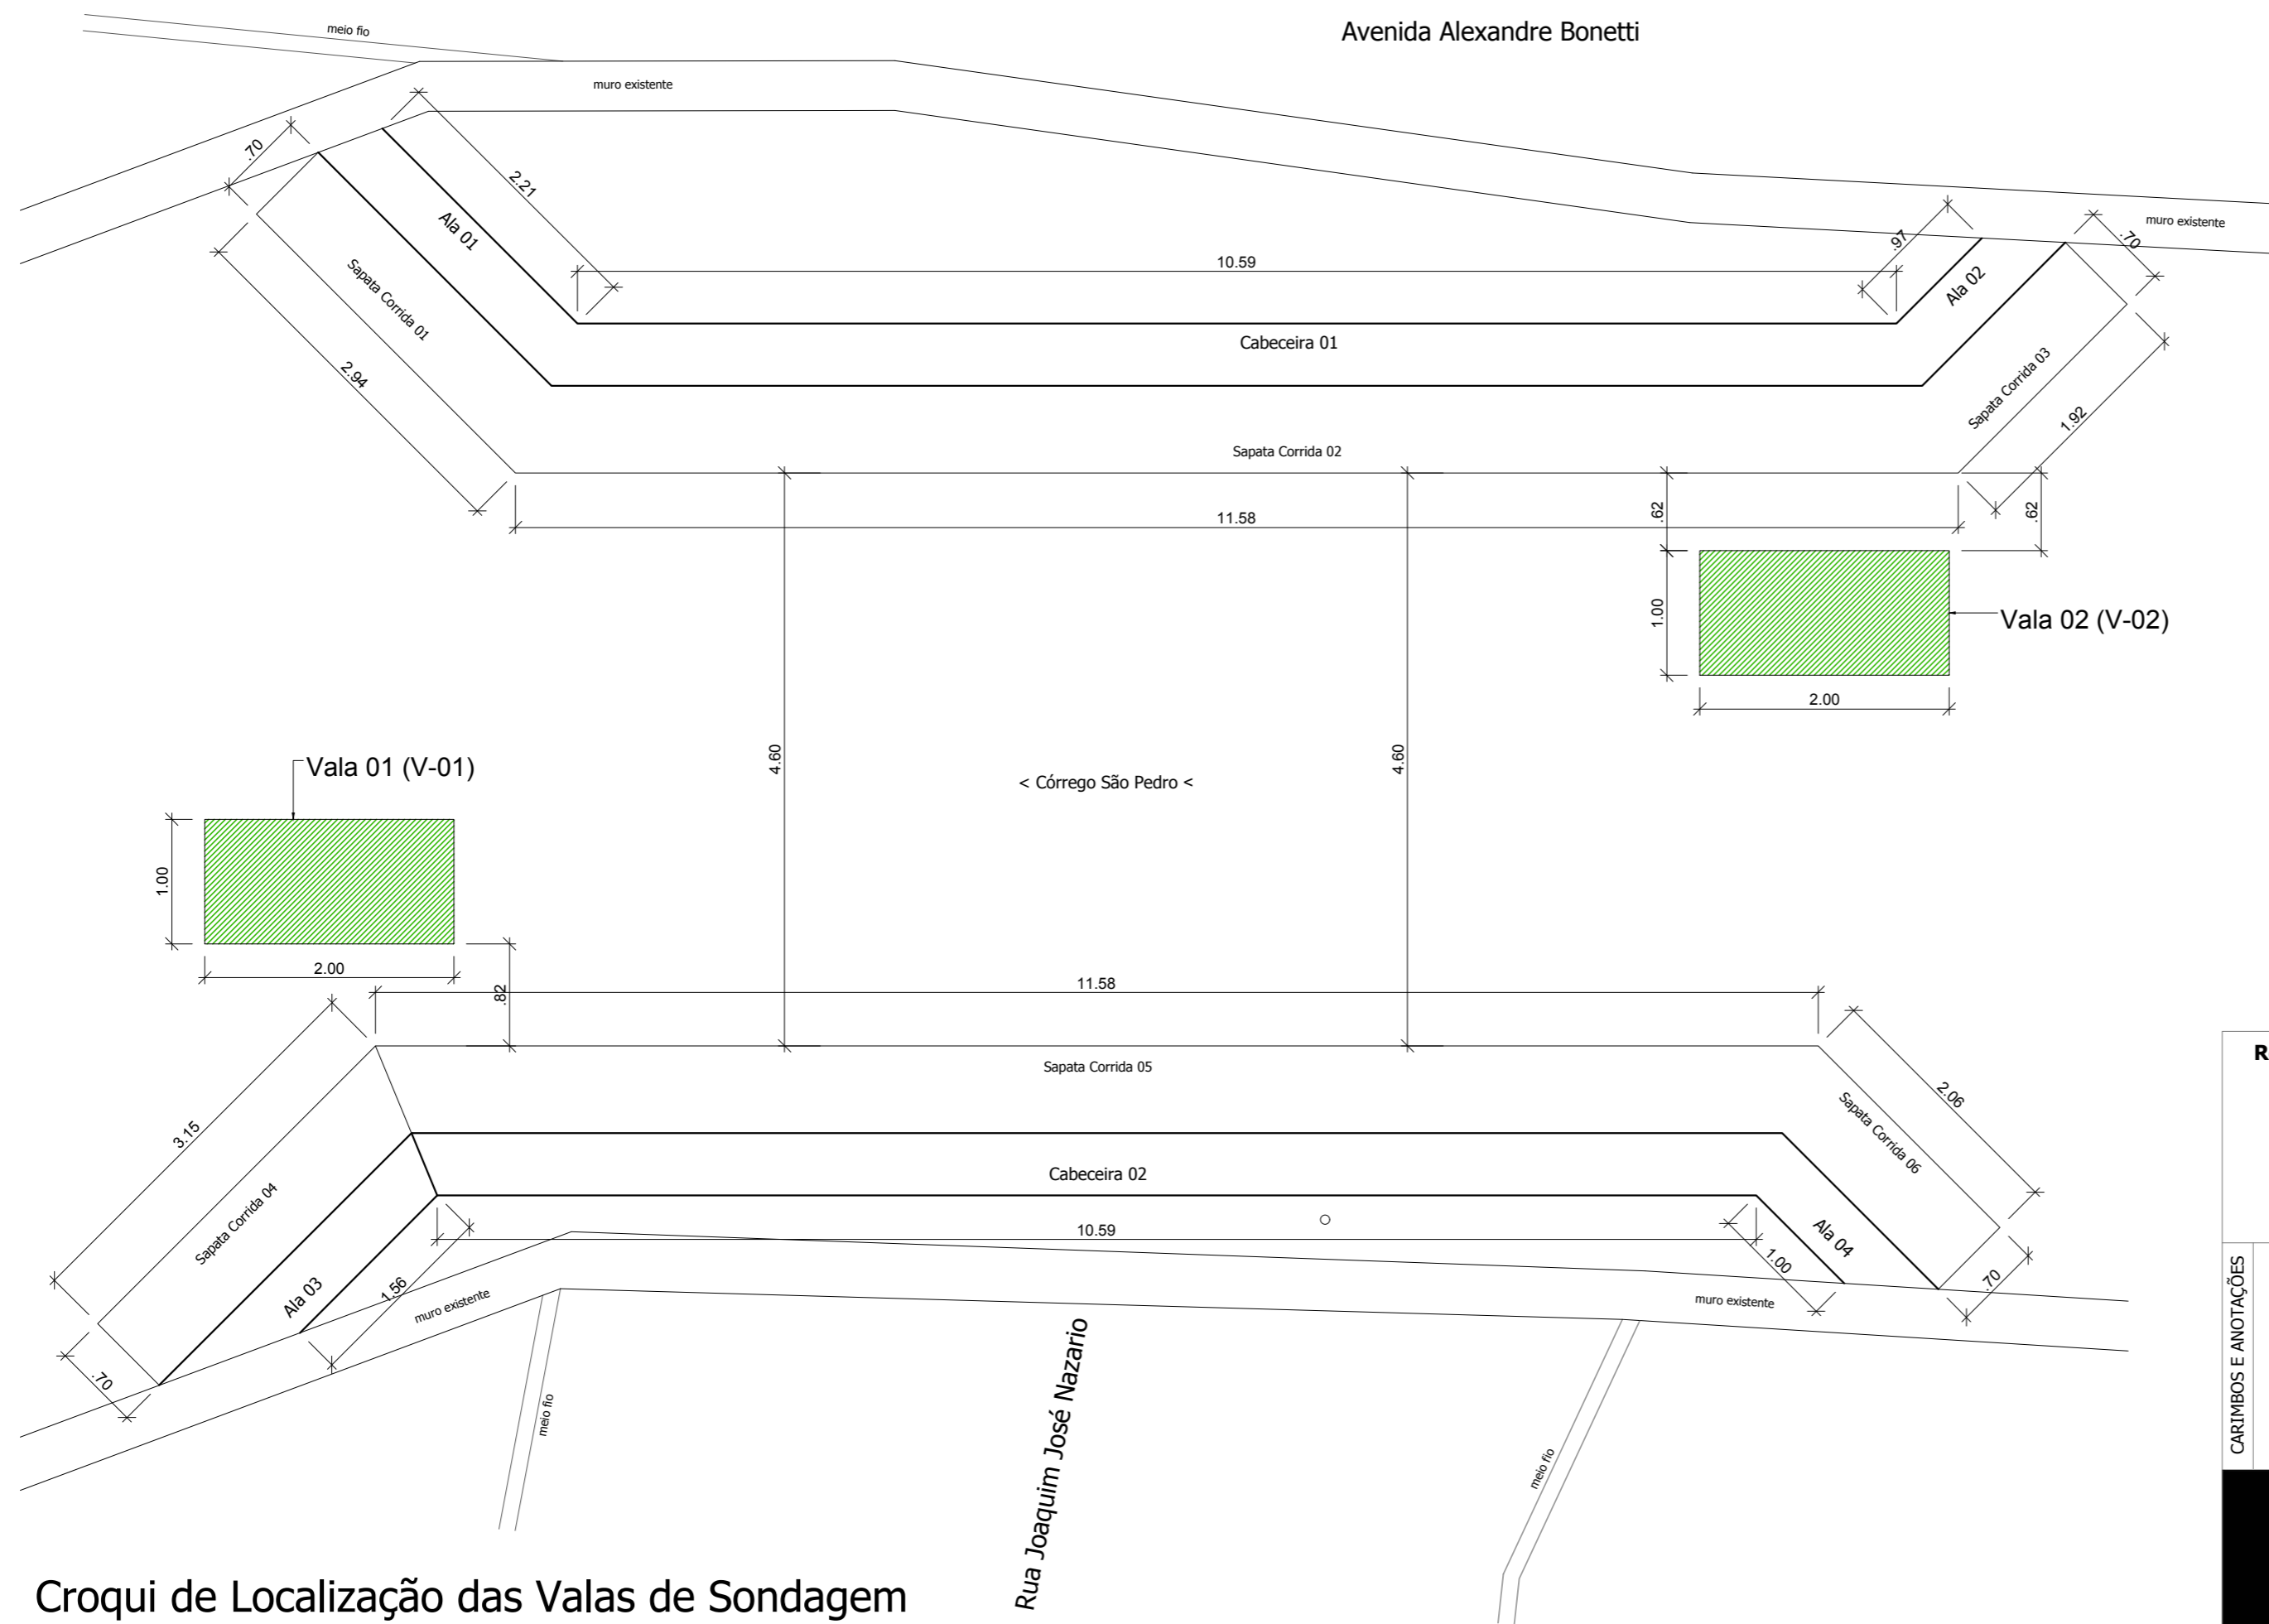 Avenida Alexandre Bonetti
meio fio
muro existente
.70
2.21
Ala 01
Sapata Corrida 01
2.94
10.59
.97
Ala 02
.70
muro existente
Cabeceira 01
Sapata Corrida 03
1.92
Sapata Corrida 02
11.58
.62
.62
1.00
Vala 02 (V-02)
2.00
4.60
4.60
< Córrego São Pedro <
Vala 01 (V-01)
1.00
2.00
.82
11.58
Sapata Corrida 05
3.15
Sapata Corrida 04
Cabeceira 02
2.06
Sapata Corrida 06
10.59
Ala 03
1.56
muro existente
1.00
Ala 04
.70
muro existente
.70
meio fio
Rua Joaquim José Nazario
meio fio
R
CARIMBOS E ANOTAÇÕES
Croqui de Localização das Valas de Sondagem